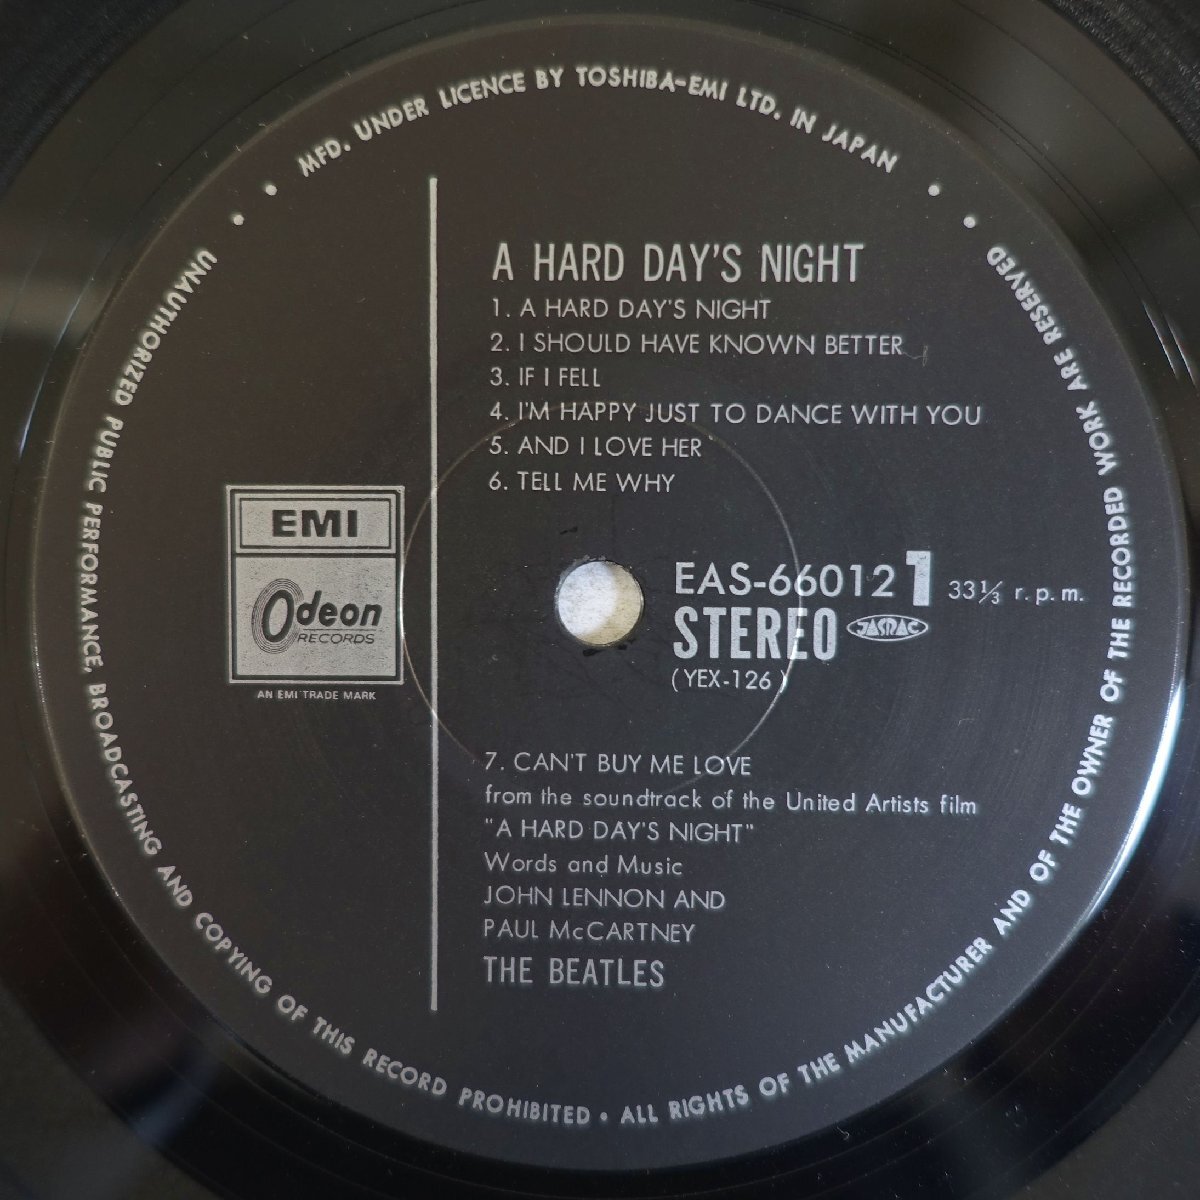 MFD. UNDER LICENCE BY TOSHIBA-EMI LTD. IN JAPAN
A HARD DAY'S NIGHT
1. A HARD DAY'S NIGHT
2. I SHOULD HAVE KNOWN BETTER
3. IF I FELL
4. I'M HAPPY JUST TO DANCE WITH YOU
5. AND I LOVE HER
6. TELL ME WHY
EMI
Odeon
RECORDS
AN EMI TRADE MARK
EAS-66012 1 33⅓ r.p.m.
STEREO JASRAC
(YEX-126)
7. CAN'T BUY ME LOVE
from the soundtrack of the United Artists film
"A HARD DAY'S NIGHT"
Words and Music
JOHN LENNON AND
PAUL McCARTNEY
THE BEATLES
UNAUTHORIZED PUBLIC PERFORMANCE, BROADCASTING AND COPYING OF THIS RECORD PROHIBITED • ALL RIGHTS OF THE MANUFACTURER AND OF THE OWNER OF THE RECORDED WORK ARE RESERVED